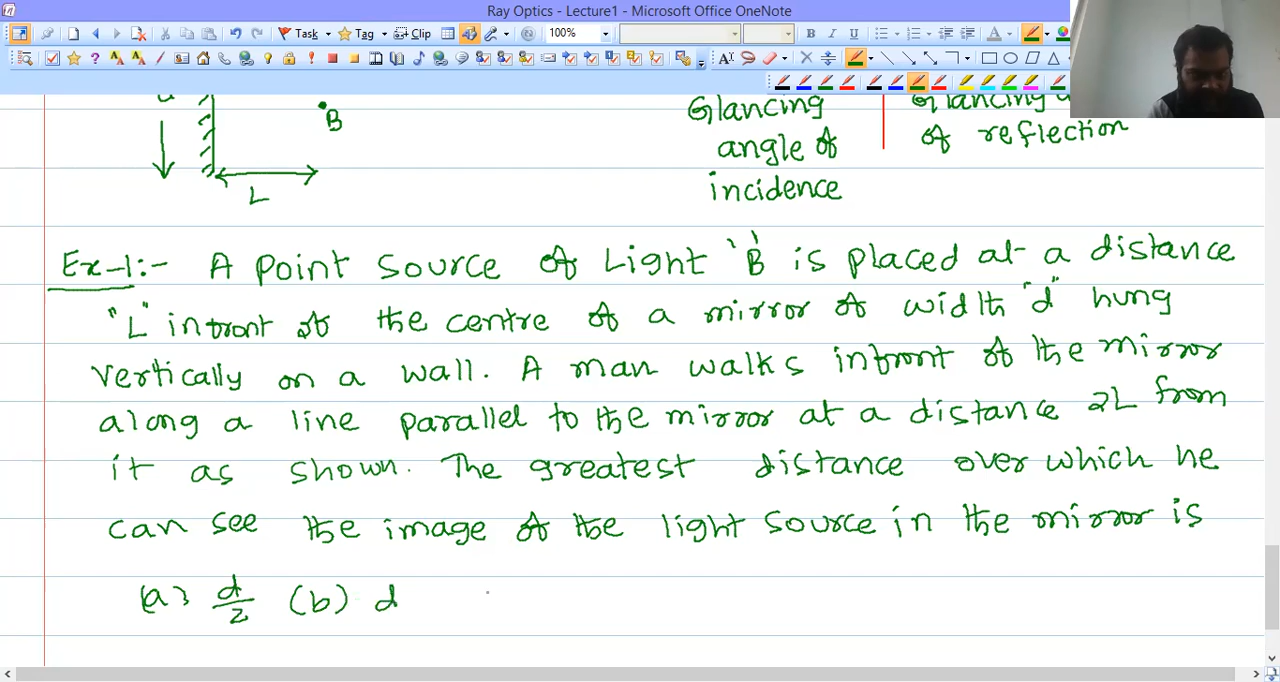 Ray Optics - Lecture1 - Microsoft Office OneNote
Task Tag Clip 100% B I U
B
L
Glancing
angle of
incidence
Glancing
of reflection
Ex-1:- A point source of Light 'B' is placed at a distance
"L" infront of the centre of a mirror of width "d" hung
vertically on a wall. A man walks infront of the mirror
along a line parallel to the mirror at a distance 2L from
it as shown. The greatest distance over which he
can see the image of the light source in the mirror is
(a) d/2 (b) d